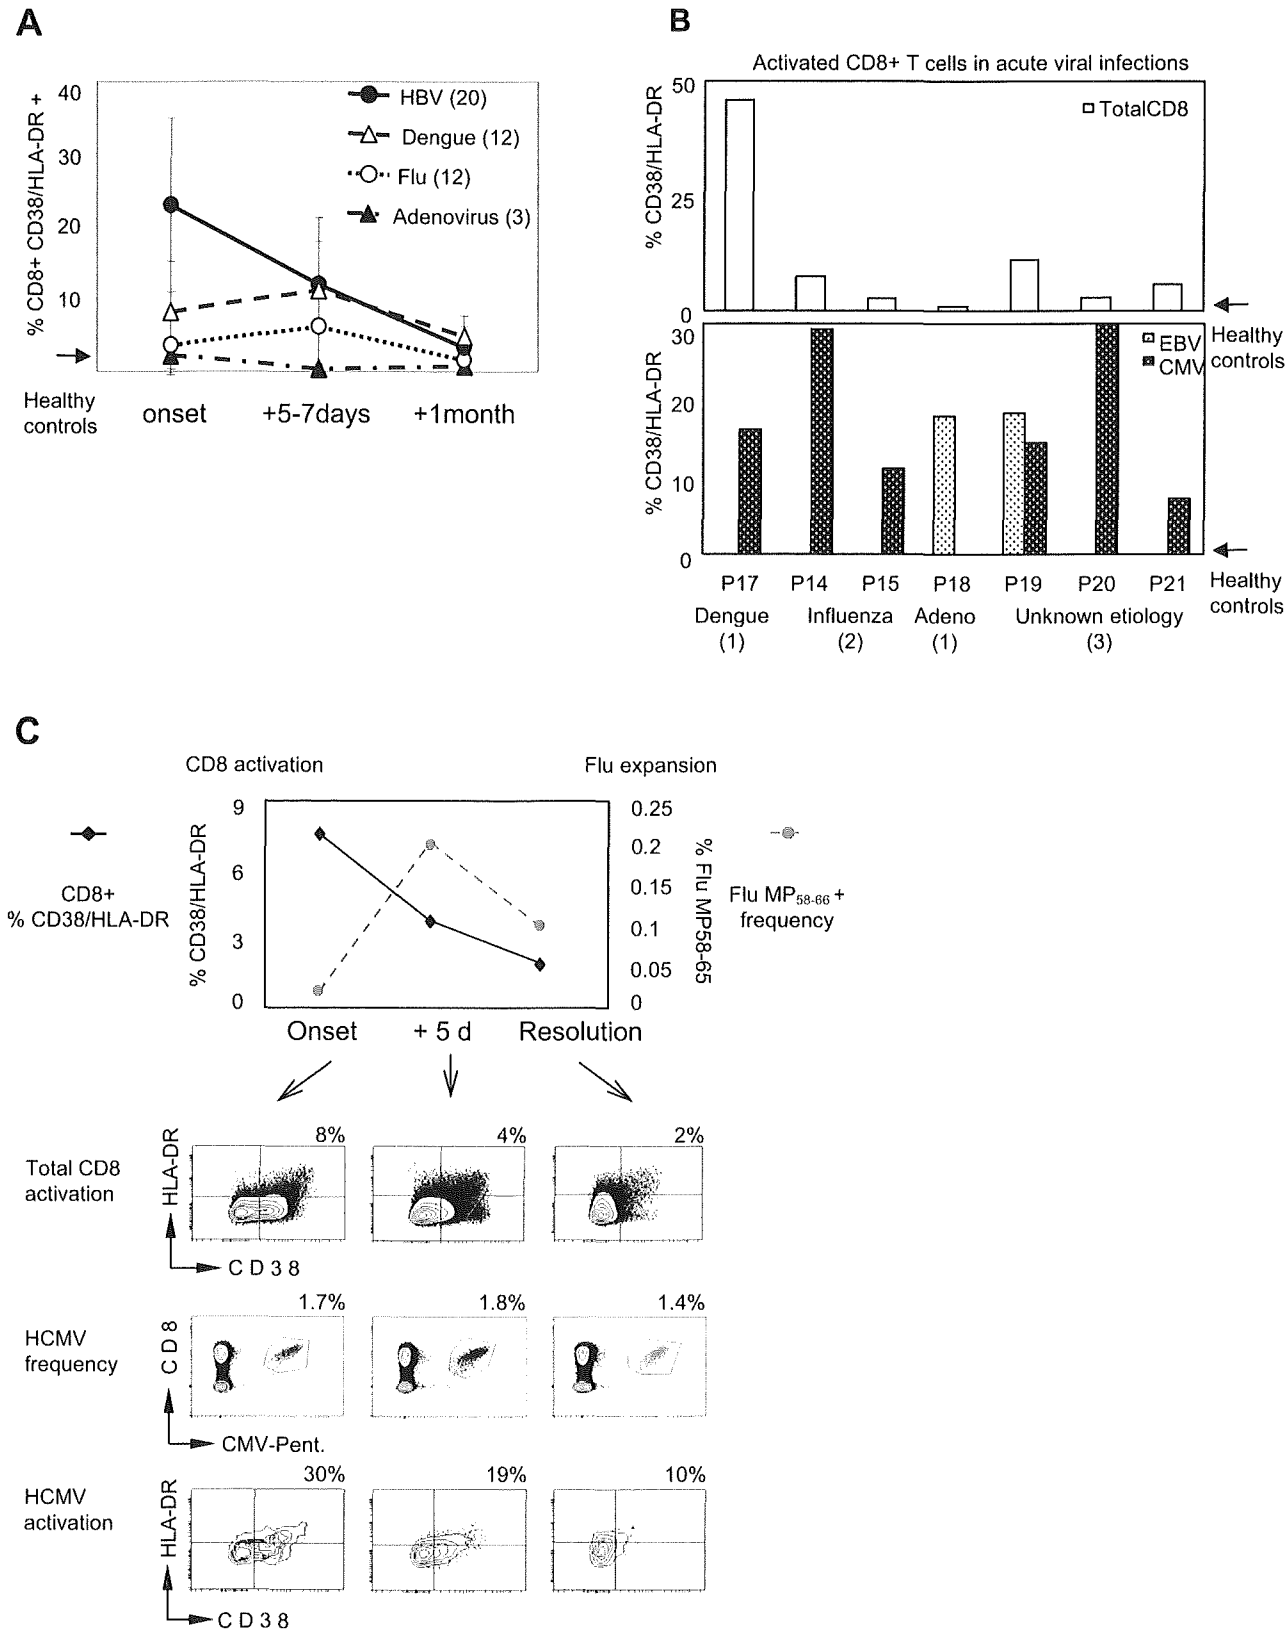 A
% CD8+ CD38/HLA-DR +
40
30
20
10
HBV (20)
Dengue (12)
Flu (12)
Adenovirus (3)
Healthy
controls
onset
+5-7days
+1month
B
Activated CD8+ T cells in acute viral infections
% CD38/HLA-DR
50
25
0
TotalCD8
Healthy
controls
% CD38/HLA-DR
30
20
10
0
EBV
CMV
P17
P14
P15
P18
P19
P20
P21
Healthy
controls
Dengue
(1)
Influenza
(2)
Adeno
(1)
Unknown etiology
(3)
C
CD8 activation
Flu expansion
CD8+
% CD38/HLA-DR
% CD38/HLA-DR
9
6
3
0
0.25
0.2
0.15
0.1
0.05
0
% Flu MP58-65
Flu MP58-66 +
frequency
Onset
+ 5 d
Resolution
Total CD8
activation
HLA-DR
8%
4%
2%
CD38
HCMV
frequency
CD8
1.7%
1.8%
1.4%
CMV-Pent.
HCMV
activation
HLA-DR
30%
19%
10%
CD38